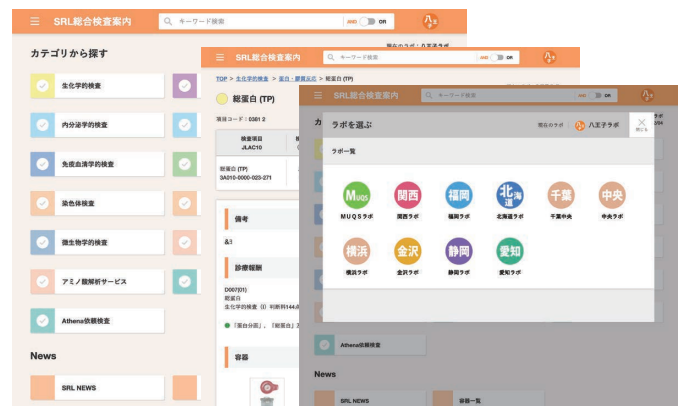 SRL総合検査案内
キーワード検索
AND
OR
カテゴリから探す
生化学的検査
内分泌学的検査
免疫血清学的検査
染色体検査
微生物学的検査
アミノ酸解析サービス
Athena依頼検査
News
SRL NEWS
SRL総合検査案内
キーワード検索
AND
OR
TOP > 生化学的検査 > 蛋白・膠質反応 > 総蛋白 (TP)
総蛋白 (TP)
項目コード：0381 2
検査項目
JLAC10
総蛋白 (TP)
3A010-0000-023-271
備考
&3
診療報酬
D007(01)
総蛋白
生化学的検査（I）判断料144点
「蛋白分画」、「総蛋白」
容器
SRL総合検査案内
キーワード検索
AND
OR
ラボを選ぶ
現在のラボ：
八王子ラボ
閉じる
ラボ一覧
MUQS
関西
福岡
北海道
千葉
中央
MUQSラボ
関西ラボ
福岡ラボ
北海道ラボ
千葉中央
中央ラボ
横浜
金沢
静岡
愛知
横浜ラボ
金沢ラボ
静岡ラボ
愛知ラボ
Athena依頼検査
News
SRL NEWS
容器一覧